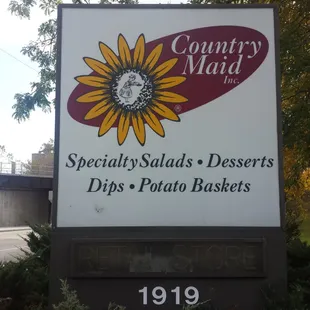 Country
Maid
Inc.
Specialty Salads • Desserts
Dips • Potato Baskets
1919